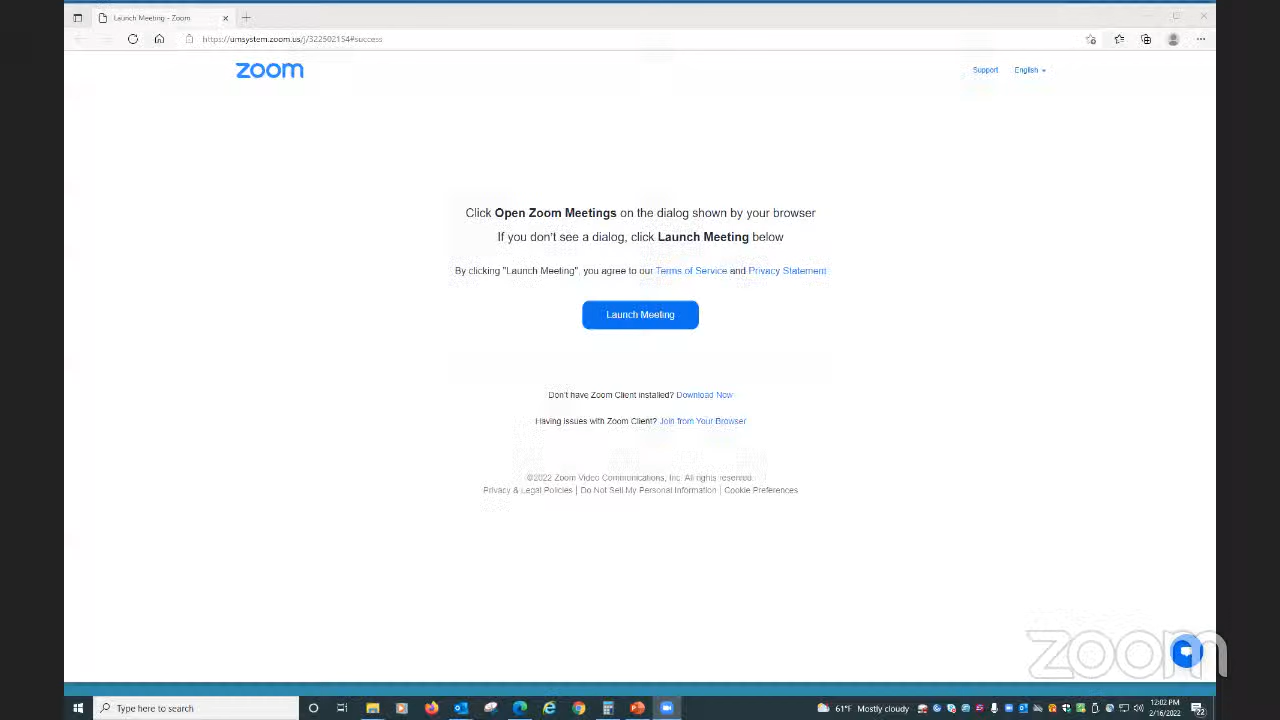 Launch Meeting - Zoom
https://umsystem.zoom.us/j/322502154#success
zoom
Support English
Click Open Zoom Meetings on the dialog shown by your browser
If you don't see a dialog, click Launch Meeting below
By clicking "Launch Meeting", you agree to our Terms of Service and Privacy Statement
Launch Meeting
Don't have Zoom Client installed? Download Now
Having issues with Zoom Client? Join from Your Browser
©2022 Zoom Video Communications, Inc. All rights reserved.
Privacy & Legal Policies | Do Not Sell My Personal Information | Cookie Preferences
zoom
Type here to search
61°F Mostly cloudy
12:02 PM
2/16/2022
22